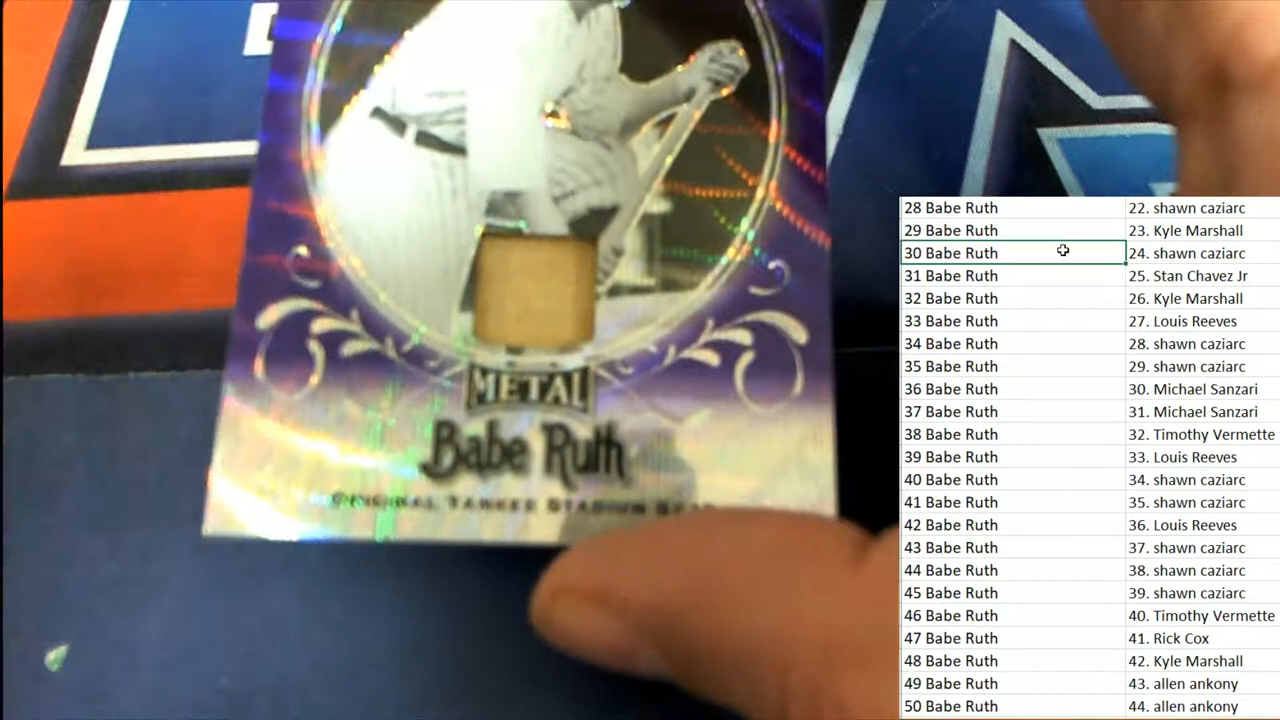 METAL
Babe Ruth
ORIGINAL YANKEE STADIUM
28 Babe Ruth 22. shawn caziarc
29 Babe Ruth 23. Kyle Marshall
30 Babe Ruth 24. shawn caziarc
31 Babe Ruth 25. Stan Chavez Jr
32 Babe Ruth 26. Kyle Marshall
33 Babe Ruth 27. Louis Reeves
34 Babe Ruth 28. shawn caziarc
35 Babe Ruth 29. shawn caziarc
36 Babe Ruth 30. Michael Sanzari
37 Babe Ruth 31. Michael Sanzari
38 Babe Ruth 32. Timothy Vermette
39 Babe Ruth 33. Louis Reeves
40 Babe Ruth 34. shawn caziarc
41 Babe Ruth 35. shawn caziarc
42 Babe Ruth 36. Louis Reeves
43 Babe Ruth 37. shawn caziarc
44 Babe Ruth 38. shawn caziarc
45 Babe Ruth 39. shawn caziarc
46 Babe Ruth 40. Timothy Vermette
47 Babe Ruth 41. Rick Cox
48 Babe Ruth 42. Kyle Marshall
49 Babe Ruth 43. allen ankony
50 Babe Ruth 44. allen ankony